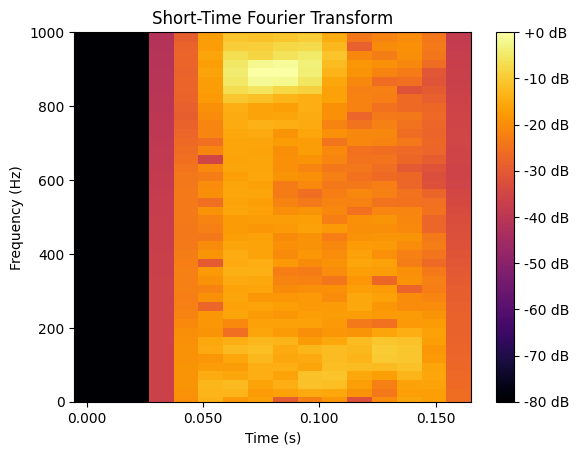 Short-Time Fourier Transform
Frequency (Hz)
1000
800
600
400
200
0
0.000
0.050
0.100
0.150
Time (s)
+0 dB
-10 dB
-20 dB
-30 dB
-40 dB
-50 dB
-60 dB
-70 dB
-80 dB